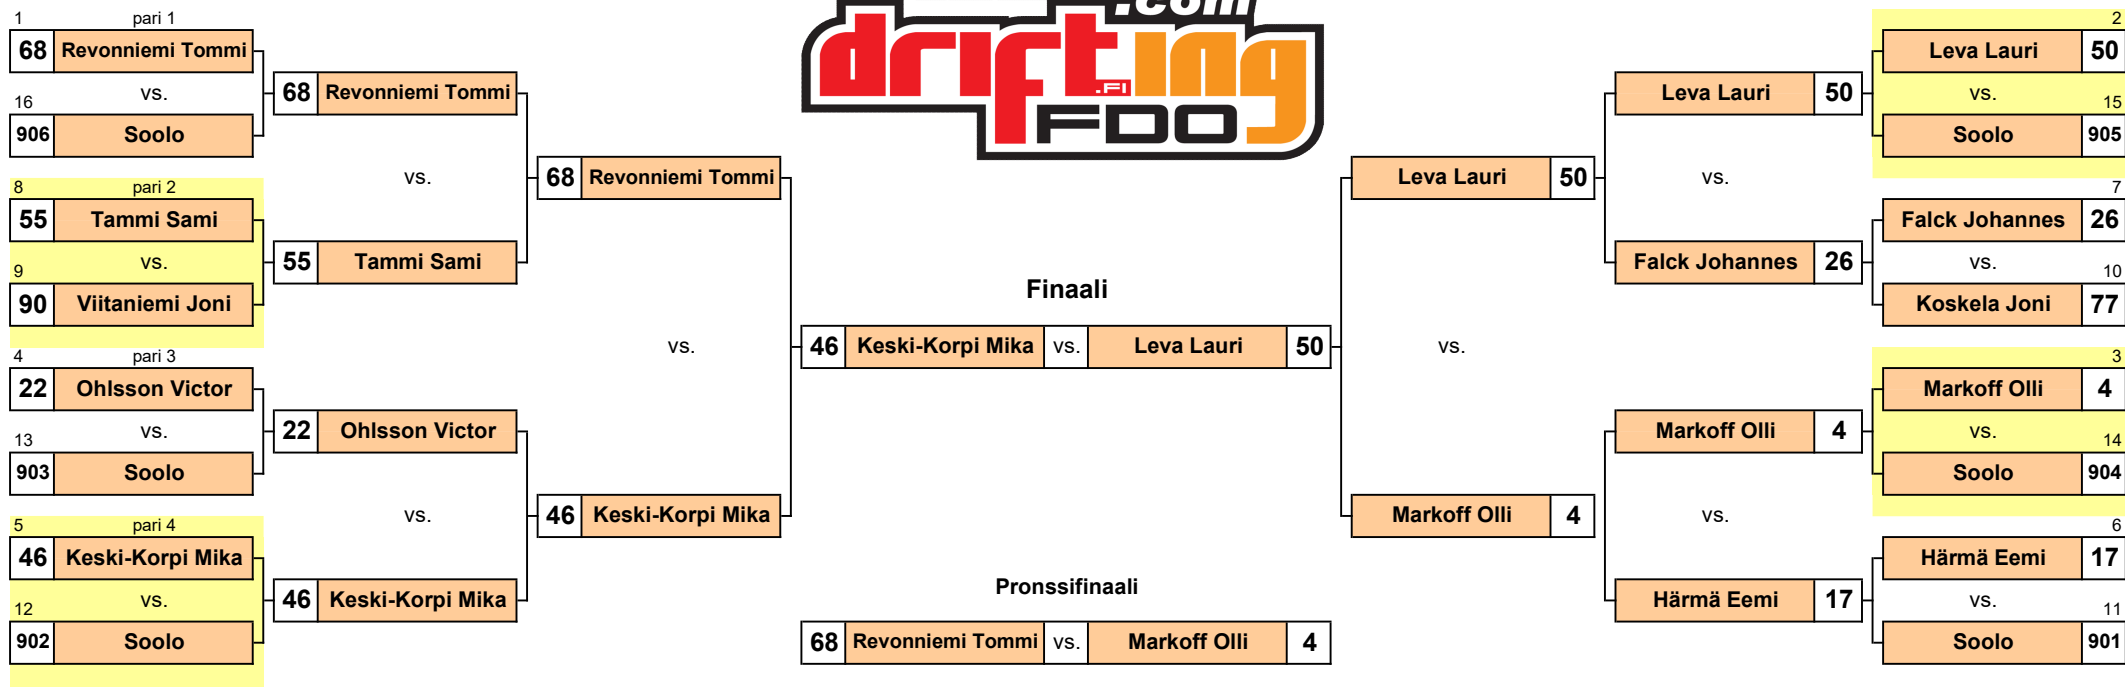 .com
drifting
.FI
FDO
1 pari 1
68 Revonniemi Tommi
vs.
16
906 Soolo
8 pari 2
55 Tammi Sami
vs.
9
90 Viitaniemi Joni
4 pari 3
22 Ohlsson Victor
vs.
13
903 Soolo
5 pari 4
46 Keski-Korpi Mika
vs.
12
902 Soolo
68 Revonniemi Tommi
vs.
55 Tammi Sami
22 Ohlsson Victor
vs.
46 Keski-Korpi Mika
68 Revonniemi Tommi
vs.
46 Keski-Korpi Mika
Finaali
46 Keski-Korpi Mika vs. Leva Lauri 50
Pronssifinaali
68 Revonniemi Tommi vs. Markoff Olli 4
Leva Lauri 50
vs.
Markoff Olli 4
Leva Lauri 50
vs.
Falck Johannes 26
Markoff Olli 4
vs.
Härmä Eemi 17
2
Leva Lauri 50
vs.
15
Soolo 905
7
Falck Johannes 26
vs.
10
Koskela Joni 77
3
Markoff Olli 4
vs.
14
Soolo 904
6
Härmä Eemi 17
vs.
11
Soolo 901